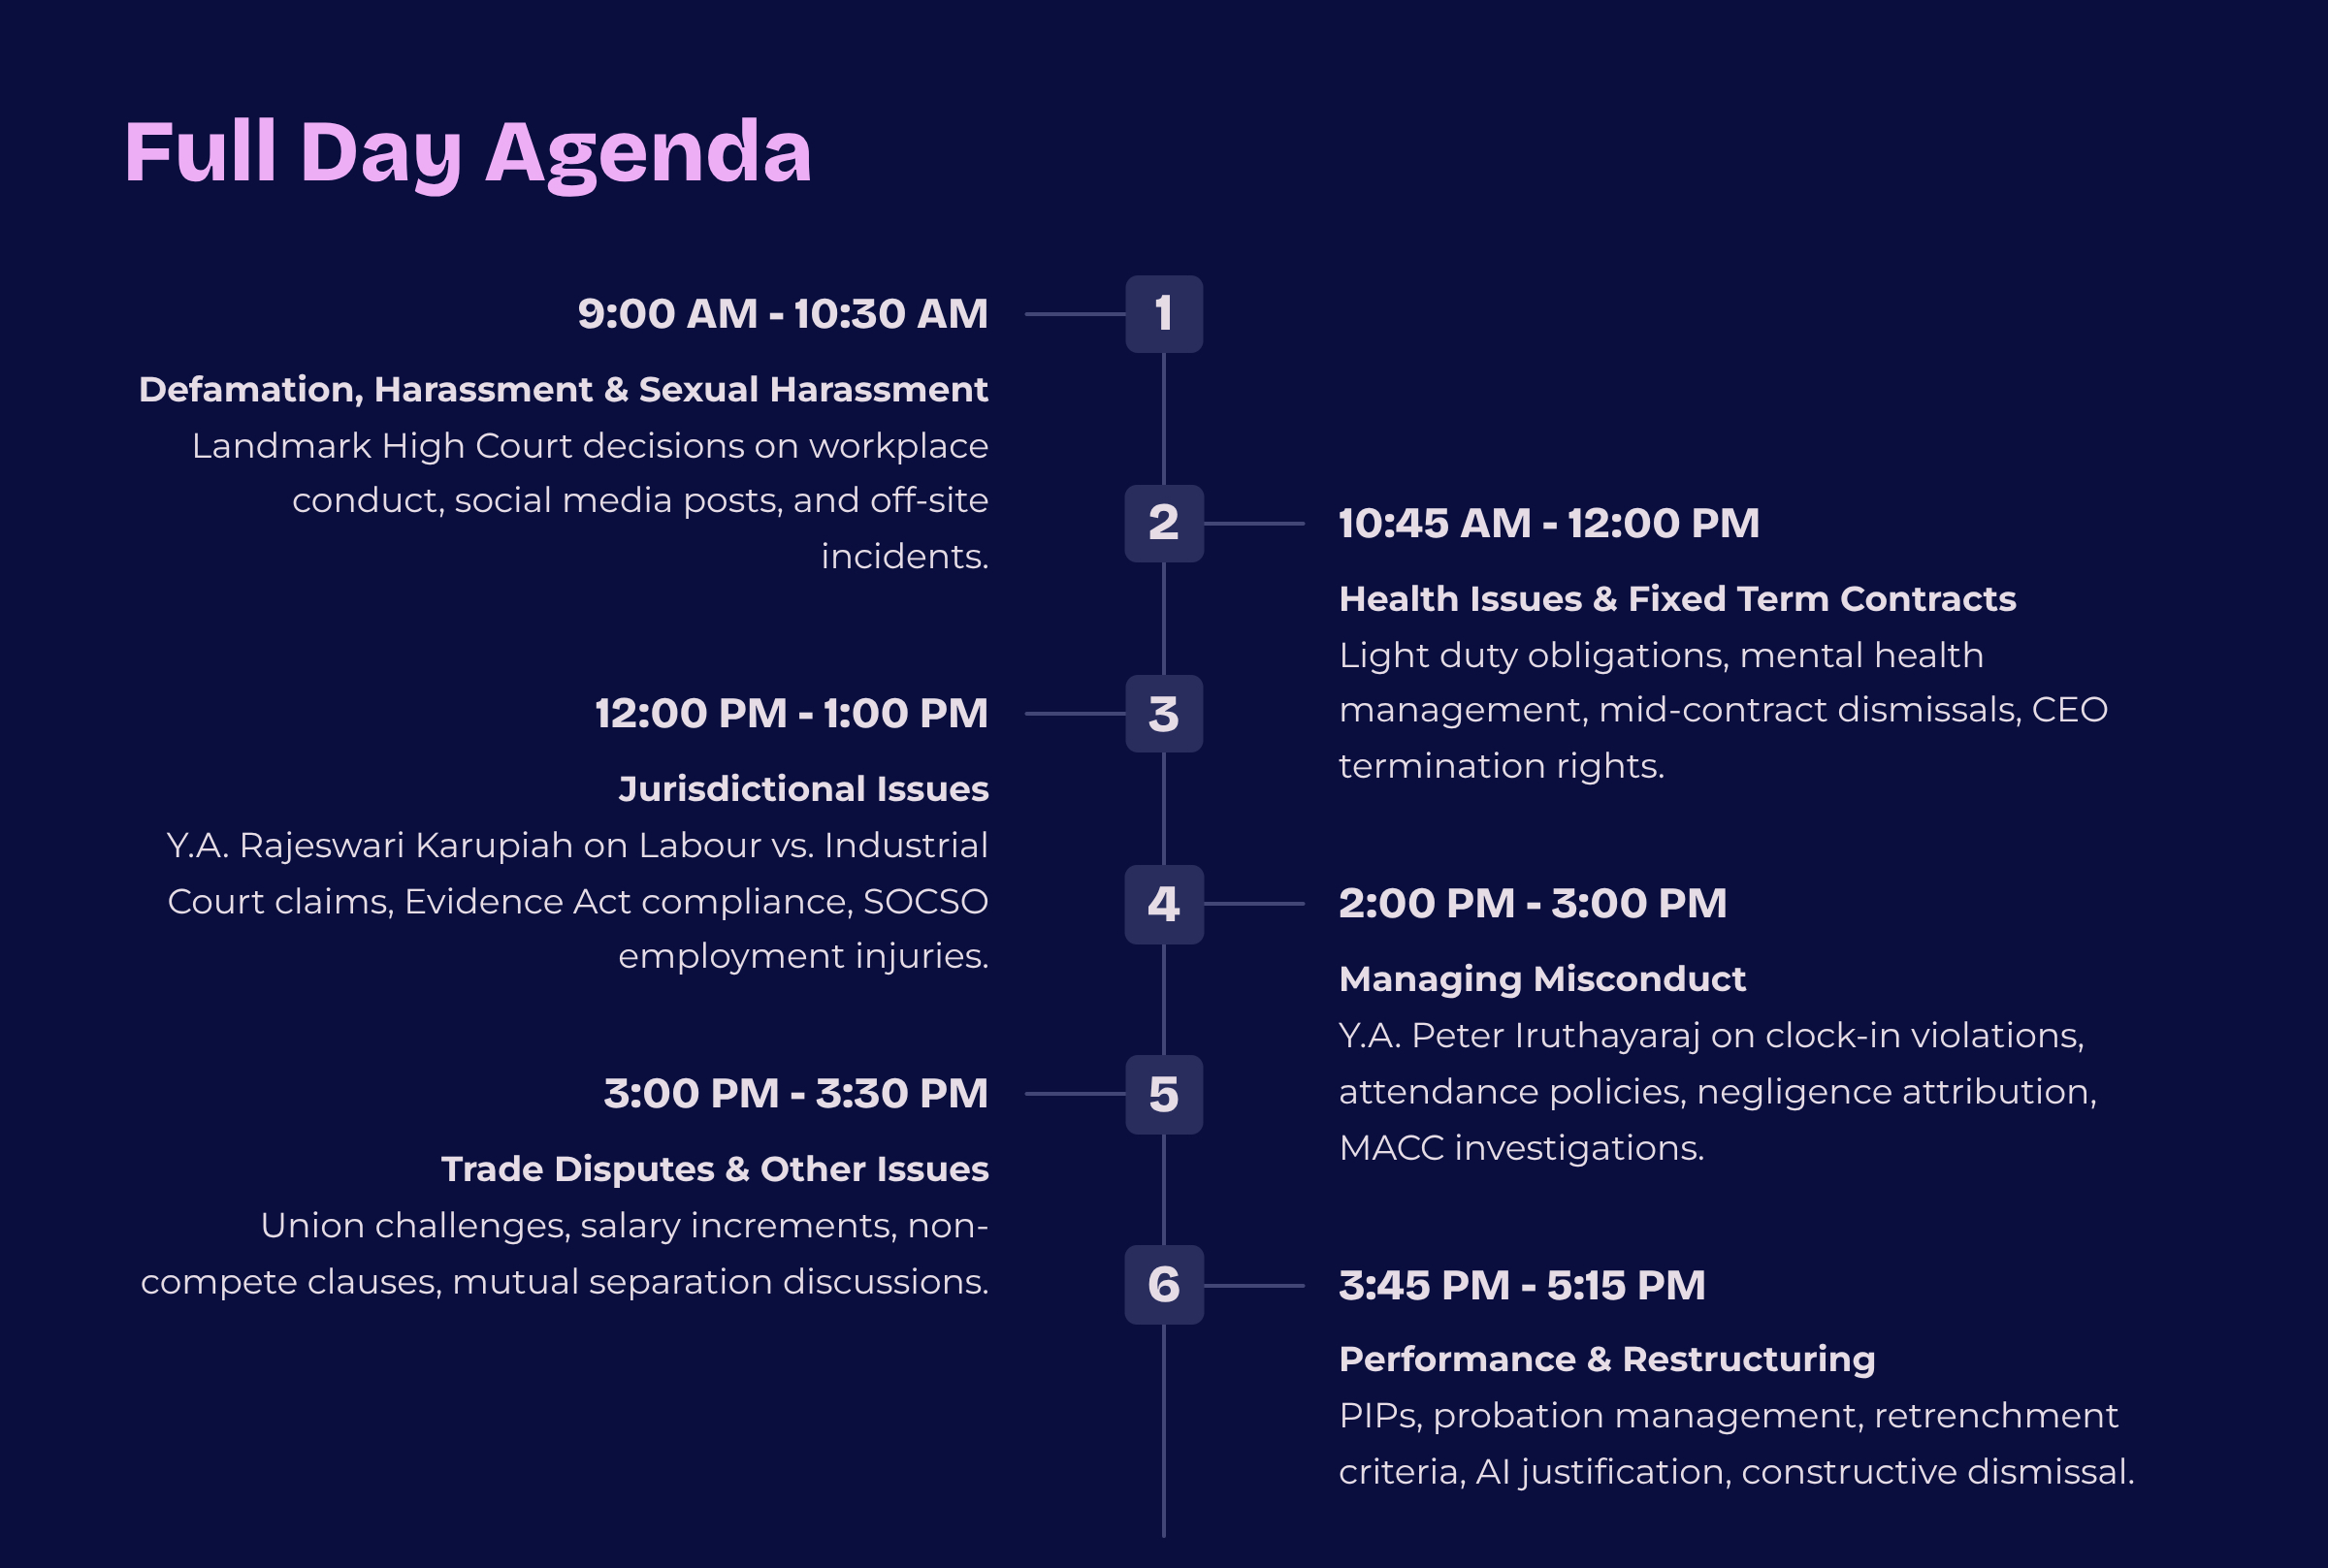 Full Day Agenda
1
9:00 AM - 10:30 AM
Defamation, Harassment & Sexual Harassment
Landmark High Court decisions on workplace
conduct, social media posts, and off-site
incidents.
2
10:45 AM - 12:00 PM
Health Issues & Fixed Term Contracts
Light duty obligations, mental health
management, mid-contract dismissals, CEO
termination rights.
3
12:00 PM - 1:00 PM
Jurisdictional Issues
Y.A. Rajeswari Karupiah on Labour vs. Industrial
Court claims, Evidence Act compliance, SOCSO
employment injuries.
4
2:00 PM - 3:00 PM
Managing Misconduct
Y.A. Peter Iruthayaraj on clock-in violations,
attendance policies, negligence attribution,
MACC investigations.
5
3:00 PM - 3:30 PM
Trade Disputes & Other Issues
Union challenges, salary increments, non-
compete clauses, mutual separation discussions.
6
3:45 PM - 5:15 PM
Performance & Restructuring
PIPs, probation management, retrenchment
criteria, AI justification, constructive dismissal.